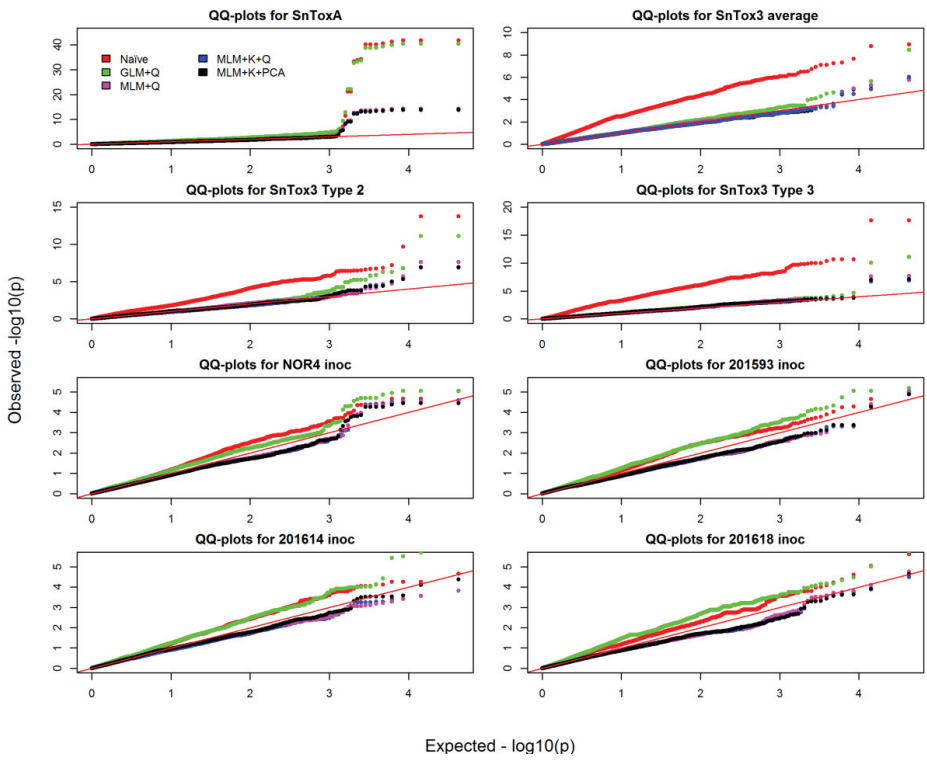 QQ-plots for SnToxA
QQ-plots for SnTox3 average
Naïve
GLM+Q
MLM+Q
MLM+K+Q
MLM+K+PCA
0 10 20 30 40
0 1 2 3 4
0 2 4 6 8 10
0 1 2 3 4
QQ-plots for SnTox3 Type 2
QQ-plots for SnTox3 Type 3
0 5 10 15
0 1 2 3 4
0 5 10 15 20
0 1 2 3 4
Observed -log10(p)
QQ-plots for NOR4 inoc
QQ-plots for 201593 inoc
0 1 2 3 4 5
0 1 2 3 4
0 1 2 3 4 5
0 1 2 3 4
QQ-plots for 201614 inoc
QQ-plots for 201618 inoc
0 1 2 3 4 5
0 1 2 3 4
0 1 2 3 4 5
0 1 2 3 4
Expected - log10(p)